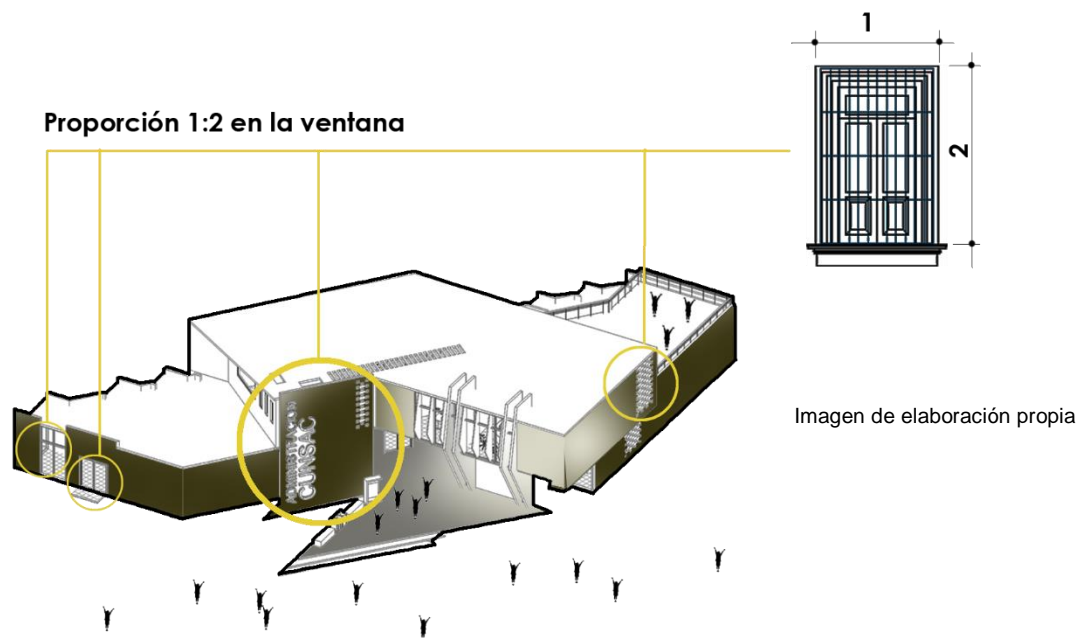 1
Proporción 1:2 en la ventana
2
Imagen de elaboración propia
CUNSAC